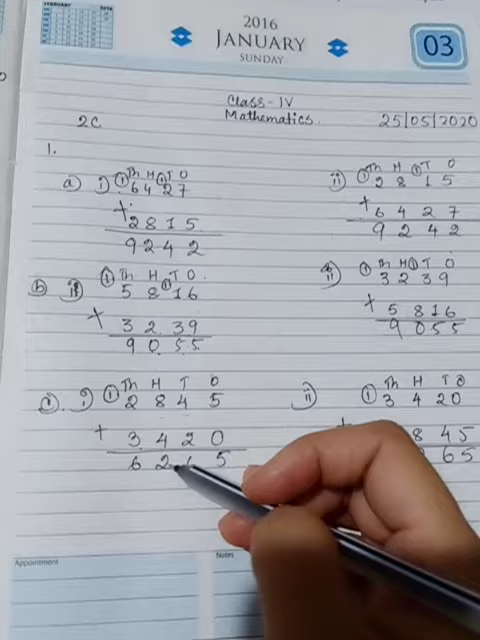 FEBRUARY 2016
2016
JANUARY
SUNDAY
03
Class - IV
2C Mathematics. 25/05/2020
1.
a) i) ① Th H ① T O
6 4 2 7
+ 2 8 1 5
9 2 4 2
ii) ① Th H ① T O
2 8 1 5
+ 6 4 2 7
9 2 4 2
b) i) ① Th H ① T O
5 8 1 6
+ 3 2 3 9
9 0 5 5
ii) ① Th H ① T O
3 2 3 9
+ 5 8 1 6
9 0 5 5
c) i) ① Th H T O
2 8 4 5
+ 3 4 2 0
6 2 6 5
ii) ① Th H T O
3 4 2 0
+ 8 4 5
6 5
Appointment
Notes